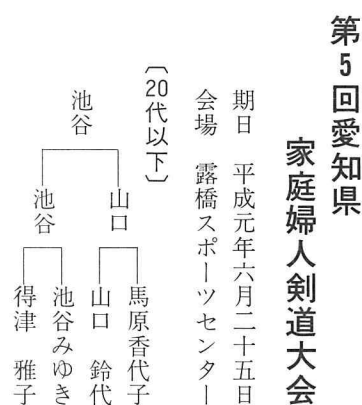 第5回愛知県
家庭婦人剣道大会
期日　平成元年六月二十五日
会場　露橋スポーツセンター
〔20代以下〕
馬原香代子
山口　鈴代
池谷みゆき
得津　雅子
山口
池谷
池谷